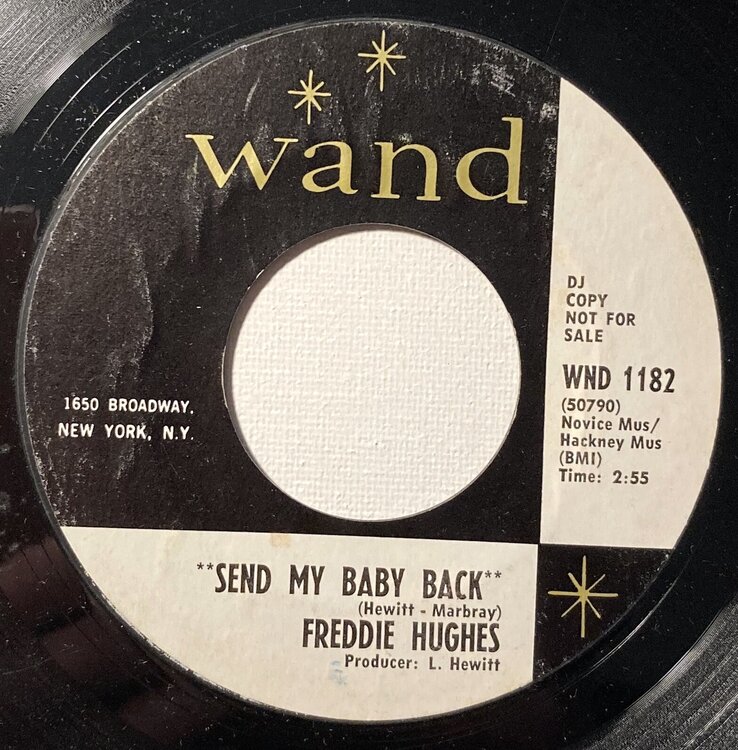 wand
DJ
COPY
NOT FOR
SALE
WND 1182
(50790)
Novice Mus/
Hackney Mus
(BMI)
Time: 2:55
1650 BROADWAY,
NEW YORK, N.Y.
**SEND MY BABY BACK**
(Hewitt - Marbray)
FREDDIE HUGHES
Producer: L. Hewitt